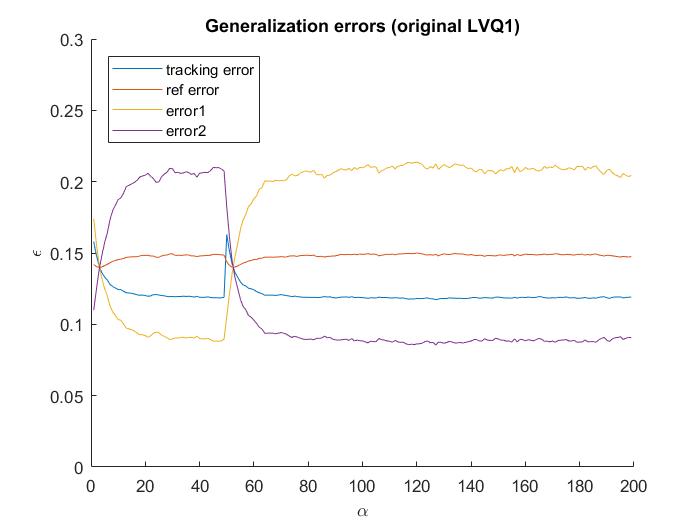 Generalization errors (original LVQ1)
0.3
0.25
0.2
0.15
0.1
0.05
0
ϵ
tracking error
ref error
error1
error2
0 20 40 60 80 100 120 140 160 180 200
α